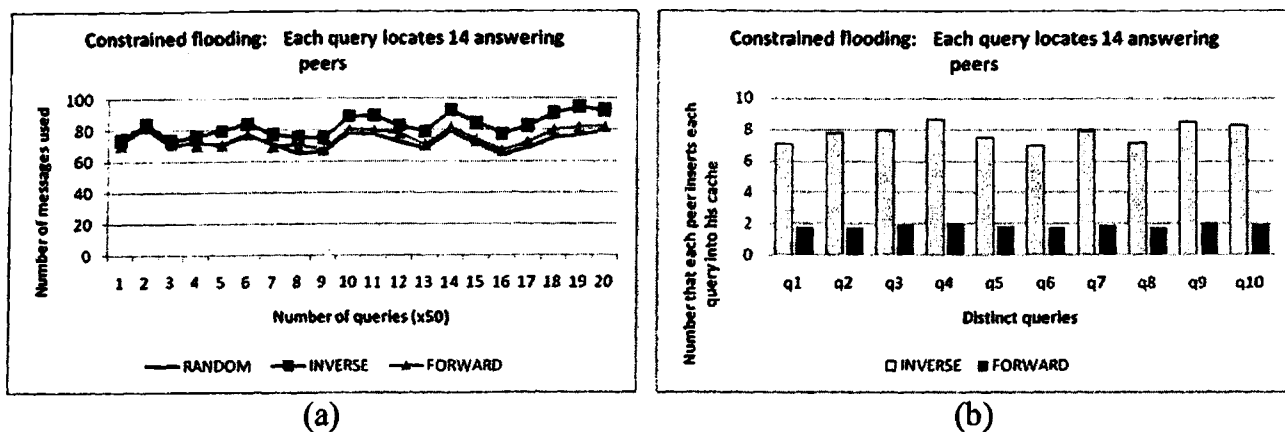 Constrained flooding: Each query locates 14 answering
peers
Number of messages used
100
80
60
40
20
0
1 2 3 4 5 6 7 8 9 10 11 12 13 14 15 16 17 18 19 20
Number of queries (x50)
RANDOM INVERSE FORWARD
(a)
Constrained flooding: Each query locates 14 answering
peers
Number that each peer inserts each
query into his cache
10
8
6
4
2
0
q1 q2 q3 q4 q5 q6 q7 q8 q9 q10
Distinct queries
INVERSE FORWARD
(b)